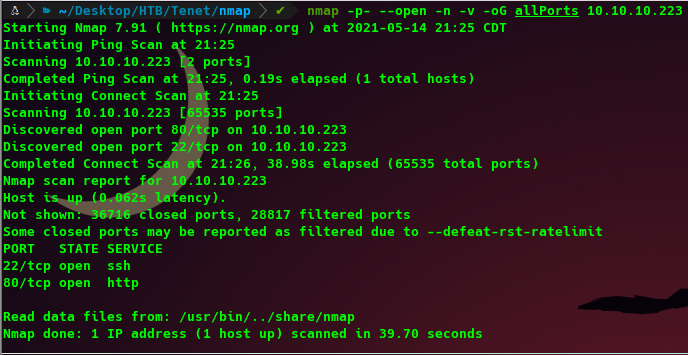 ~/Desktop/HTB/Tenet/nmap ✔ nmap -p- --open -n -v -oG allPorts 10.10.10.223
Starting Nmap 7.91 ( https://nmap.org ) at 2021-05-14 21:25 CDT
Initiating Ping Scan at 21:25
Scanning 10.10.10.223 [2 ports]
Completed Ping Scan at 21:25, 0.19s elapsed (1 total hosts)
Initiating Connect Scan at 21:25
Scanning 10.10.10.223 [65535 ports]
Discovered open port 80/tcp on 10.10.10.223
Discovered open port 22/tcp on 10.10.10.223
Completed Connect Scan at 21:26, 38.98s elapsed (65535 total ports)
Nmap scan report for 10.10.10.223
Host is up (0.062s latency).
Not shown: 36716 closed ports, 28817 filtered ports
Some closed ports may be reported as filtered due to --defeat-rst-ratelimit
PORT   STATE SERVICE
22/tcp open  ssh
80/tcp open  http
Read data files from: /usr/bin/../share/nmap
Nmap done: 1 IP address (1 host up) scanned in 39.70 seconds